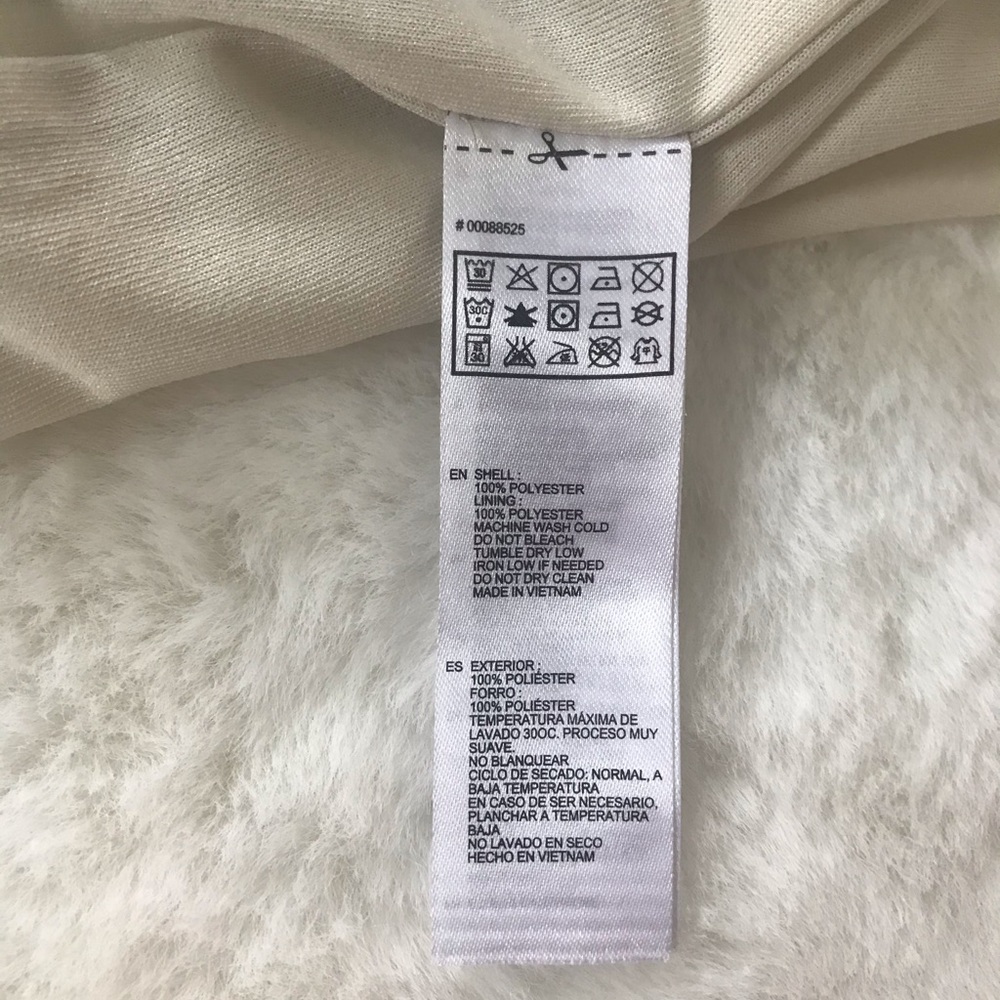 # 00088525
30
30C
30
EN SHELL :
100% POLYESTER
LINING :
100% POLYESTER
MACHINE WASH COLD
DO NOT BLEACH
TUMBLE DRY LOW
IRON LOW IF NEEDED
DO NOT DRY CLEAN
MADE IN VIETNAM
ES EXTERIOR :
100% POLIÉSTER
FORRO :
100% POLIÉSTER
TEMPERATURA MÁXIMA DE
LAVADO 30OC. PROCESO MUY
SUAVE.
NO BLANQUEAR
CICLO DE SECADO: NORMAL, A
BAJA TEMPERATURA
EN CASO DE SER NECESARIO,
PLANCHAR A TEMPERATURA
BAJA
NO LAVADO EN SECO
HECHO EN VIETNAM